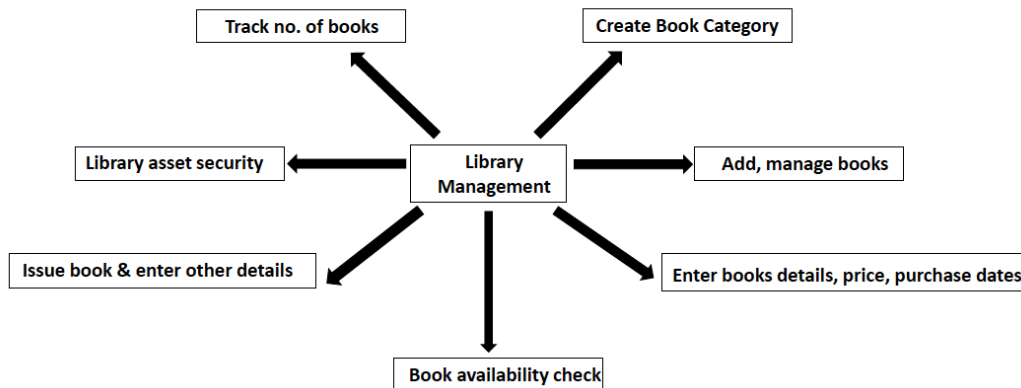 Track no. of books
Create Book Category
Library asset security
Library
Management
Add, manage books
Issue book & enter other details
Enter books details, price, purchase dates
Book availability check